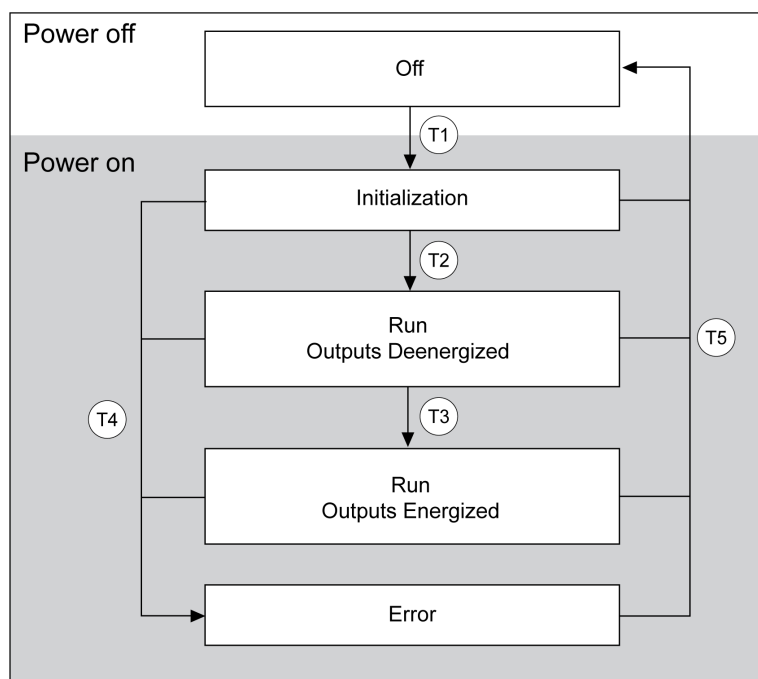 Power off
Off
T1
Power on
Initialization
T2
Run
Outputs Deenergized
T5
T3
T4
Run
Outputs Energized
Error